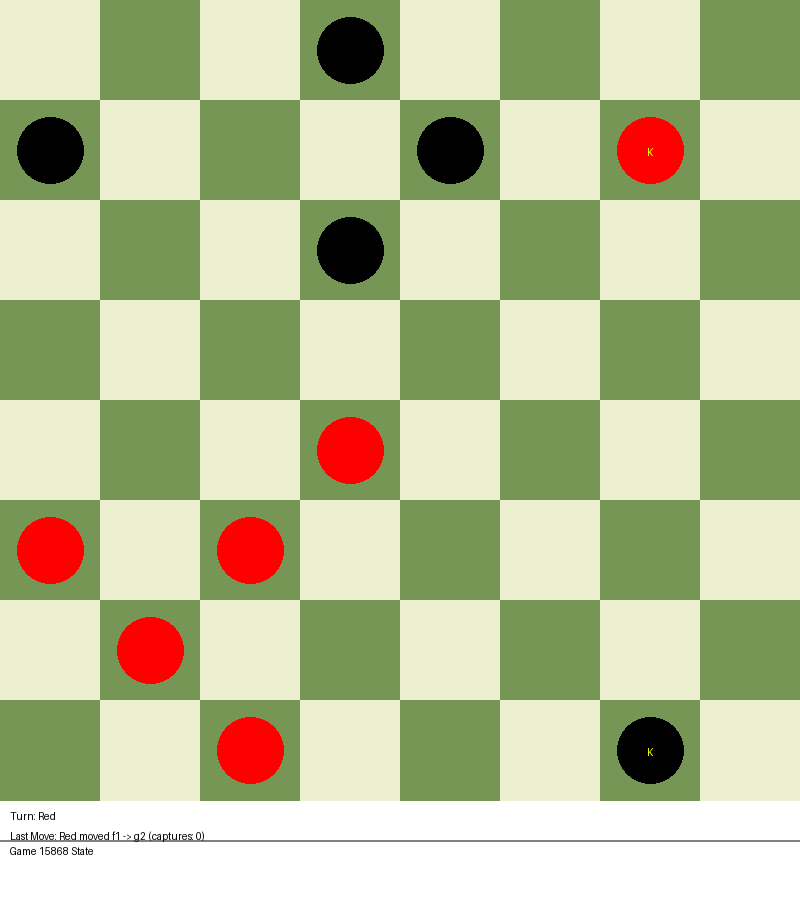 K
K
Turn: Red
Last Move: Red moved f1 -> g2 (captures: 0)
Game 15868 State